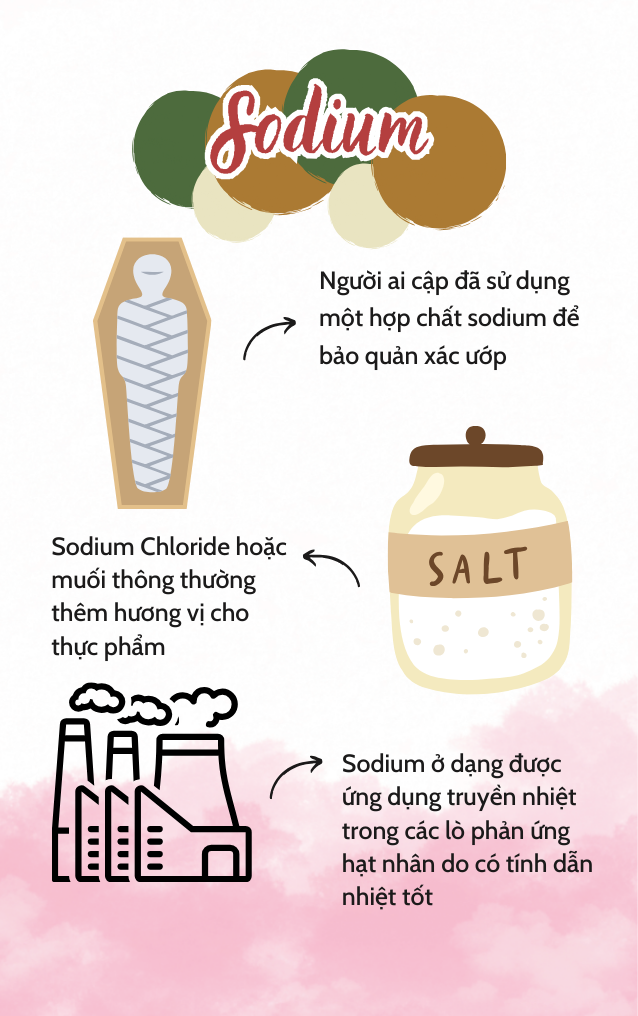 Sodium
Người ai cập đã sử dụng
một hợp chất sodium để
bảo quản xác ướp
SALT
Sodium Chloride hoặc
muối thông thường
thêm hương vị cho
thực phẩm
Sodium ở dạng được
ứng dụng truyền nhiệt
trong các lò phản ứng
hạt nhân do có tính dẫn
nhiệt tốt